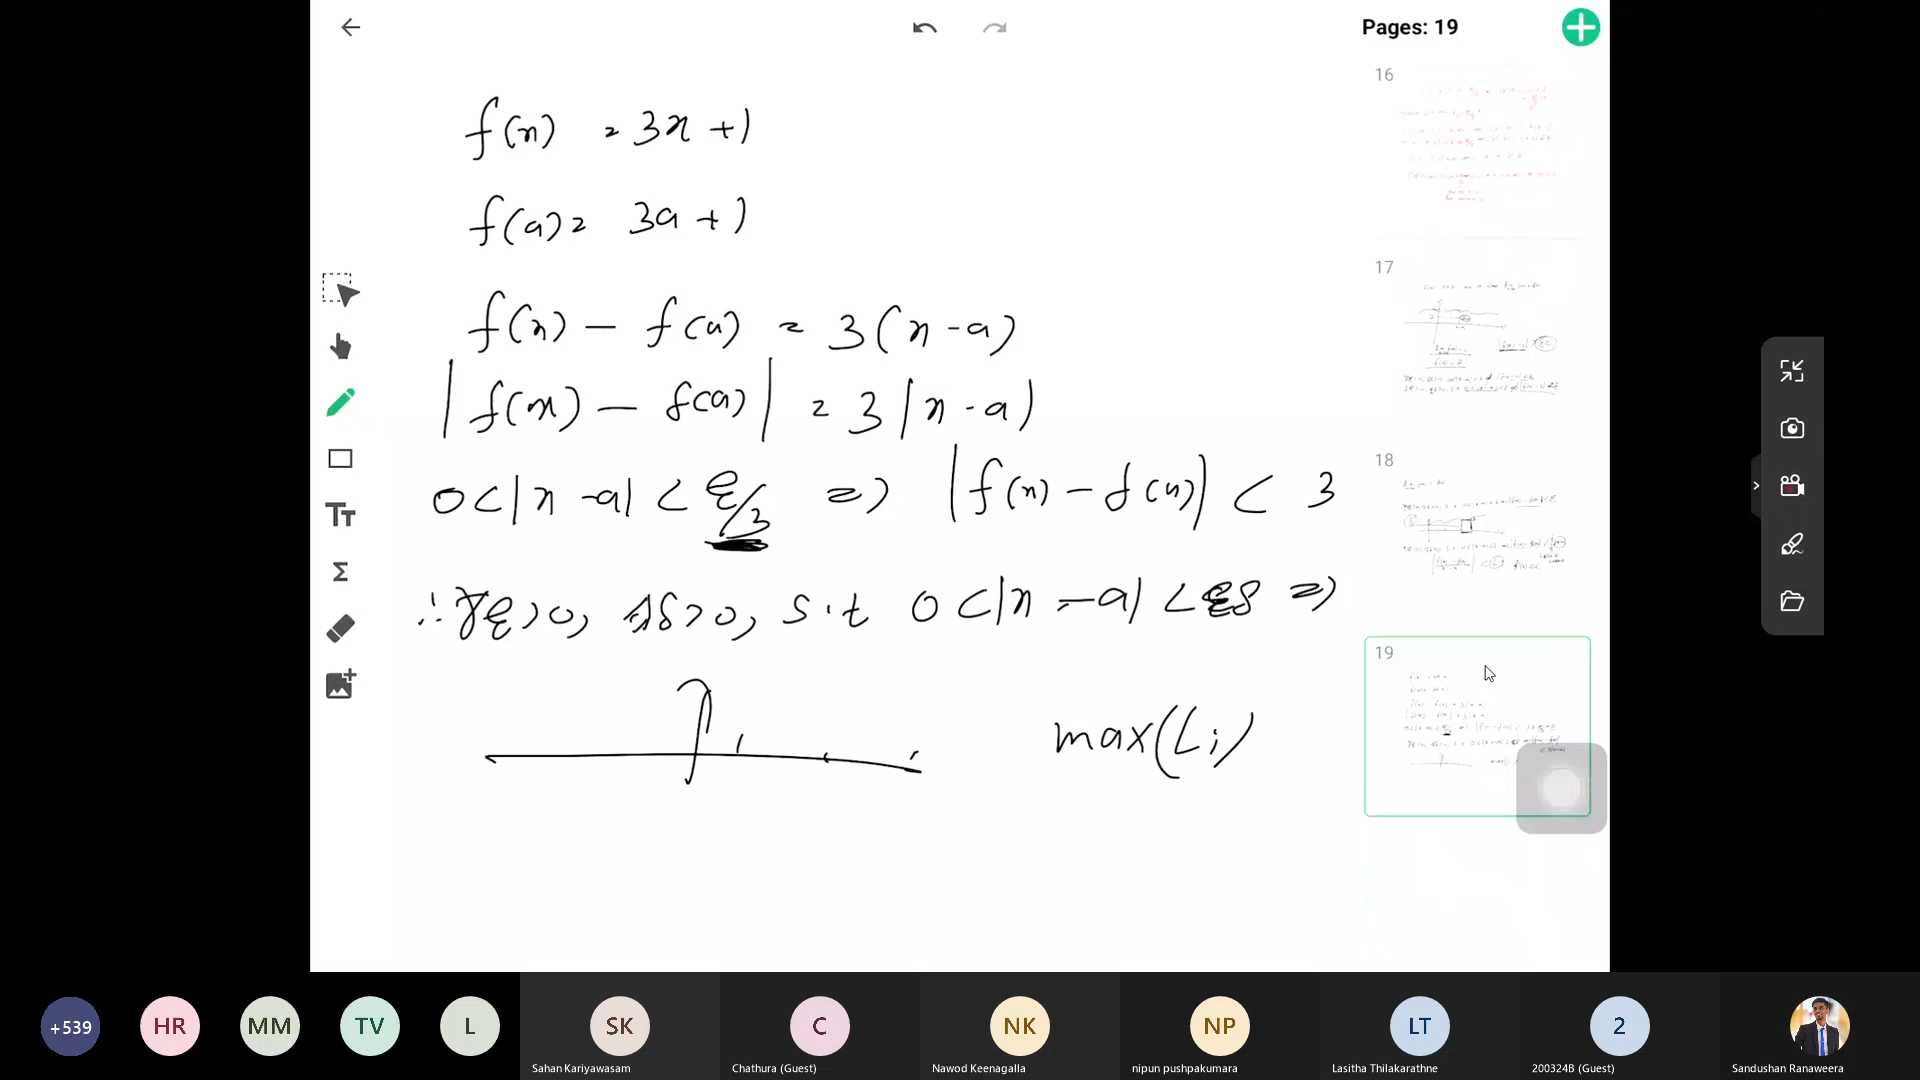 Pages: 19
f(x) = 3x + 1
f(a) = 3a + 1
f(x) - f(a) = 3(x - a)
|f(x) - f(a)| = 3|x - a|
0 < |x - a| < ε/3 => |f(x) - f(a)| < 3
∴ ∀ε > 0, ∃δ > 0, s.t 0 < |x - a| < δ =>
max(Li)
16
17
18
19
+539
HR
MM
TV
L
SK
Sahan Kariyawasam
C
Chathura (Guest)
NK
Nawod Keenagalla
NP
nipun pushpakumara
LT
Lasitha Thilakarathne
2
200324B (Guest)
Sandushan Ranaweera